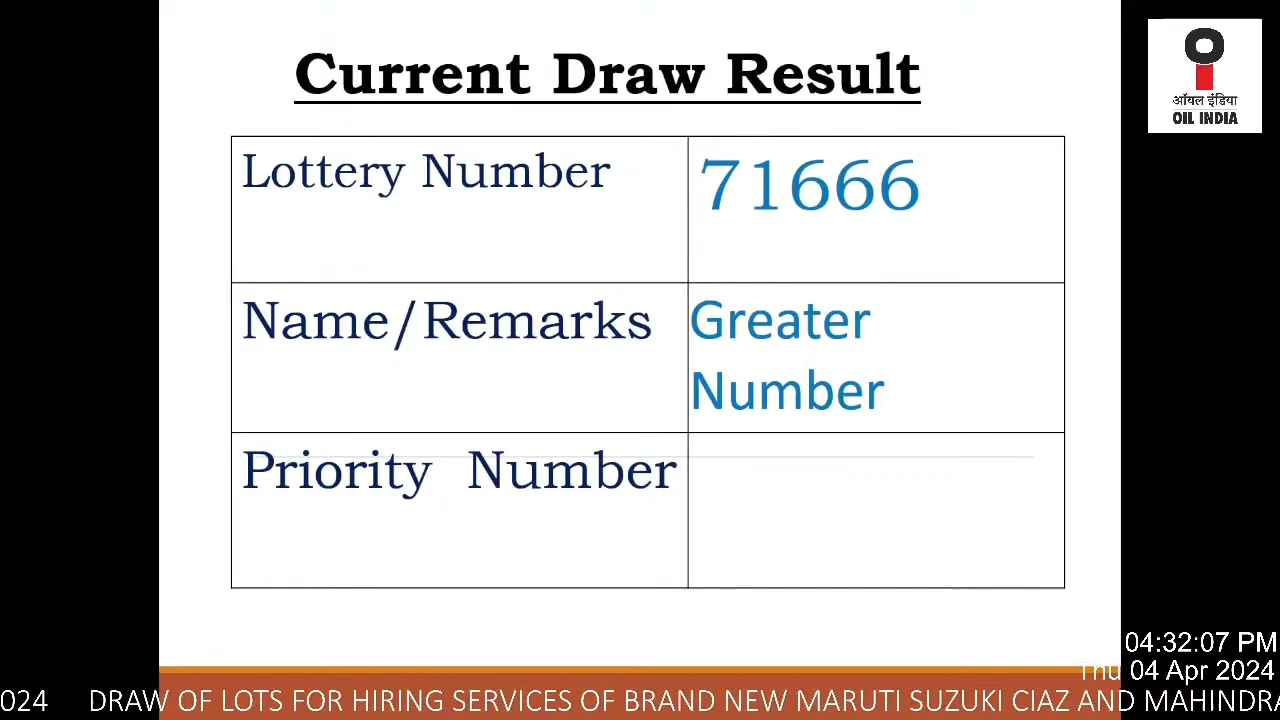 Current Draw Result
ऑयल इंडिया
OIL INDIA
Lottery Number 71666
Name/Remarks Greater
Number
Priority Number
04:32:07 PM
Thu 04 Apr 2024
024 DRAW OF LOTS FOR HIRING SERVICES OF BRAND NEW MARUTI SUZUKI CIAZ AND MAHINDRA